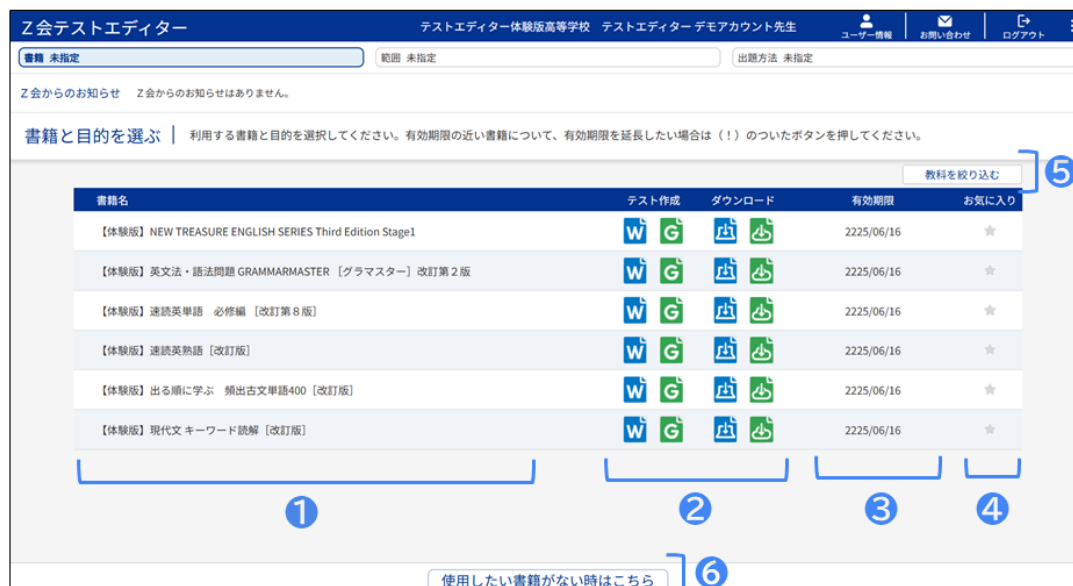 Z会テストエディター
テストエディター体験版高等学校 テストエディター デモアカウント先生
ユーザー情報
お問い合わせ
ログアウト
書籍 未指定
範囲 未指定
出題方法 未指定
Z会からのお知らせ Z会からのお知らせはありません。
書籍と目的を選ぶ 利用する書籍と目的を選択してください。有効期限の近い書籍について、有効期限を延長したい場合は（！）のついたボタンを押してください。
教科を絞り込む
5
書籍名 テスト作成 ダウンロード 有効期限 お気に入り
【体験版】NEW TREASURE ENGLISH SERIES Third Edition Stage1 W G 2225/06/16
【体験版】英文法・語法問題 GRAMMARMASTER ［グラマスター］改訂第２版 W G 2225/06/16
【体験版】速読英単語 必修編 ［改訂第８版］ W G 2225/06/16
【体験版】速読英熟語［改訂版］ W G 2225/06/16
【体験版】出る順に学ぶ 頻出古文単語400［改訂版］ W G 2225/06/16
【体験版】現代文 キーワード読解［改訂版］ W G 2225/06/16
1 2 3 4
使用したい書籍がない時はこちら
6